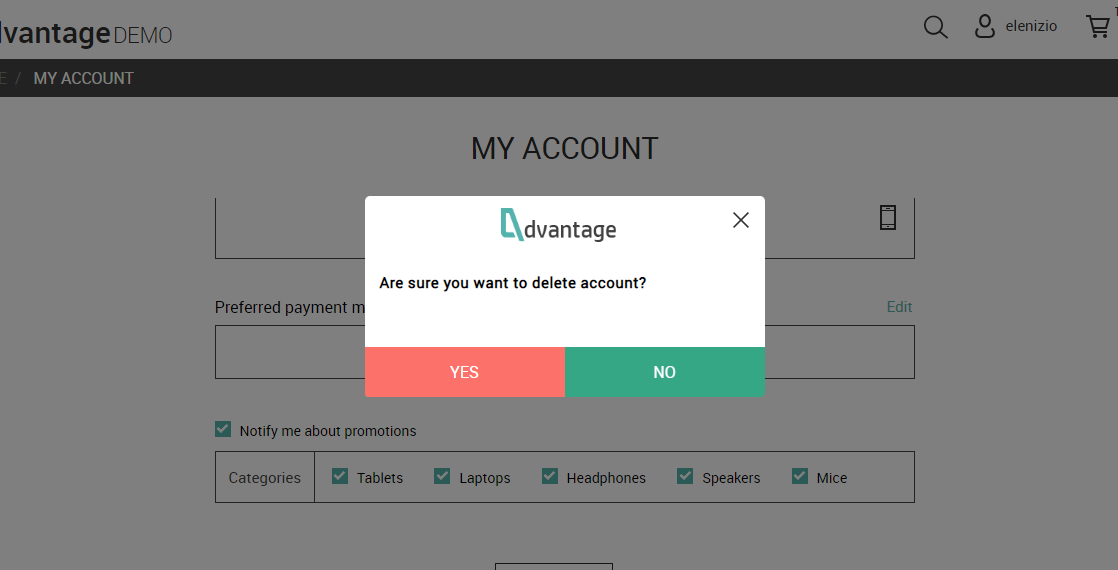 dvantage DEMO
elenizio
E / MY ACCOUNT
MY ACCOUNT
dvantage
Are sure you want to delete account?
Preferred payment m
Edit
YES NO
Notify me about promotions
Categories Tablets Laptops Headphones Speakers Mice